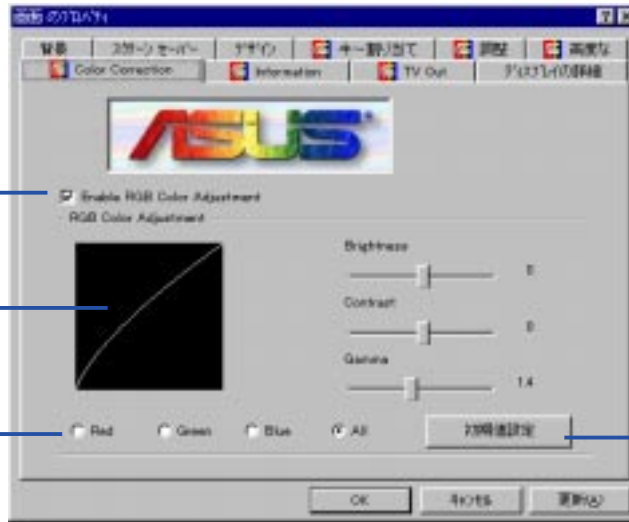 画面 のプロパティ
背景 スクリーン セーバー デザイン キー割り当て 調整 高度な
Color Correction Information TV Out ディスプレイの詳細
ASUS
Enable RGB Color Adjustment
RGB Color Adjustment
Brightness
0
Contrast
0
Gamma
1.4
Red Green Blue All 初期値設定
OK キャンセル 更新(A)